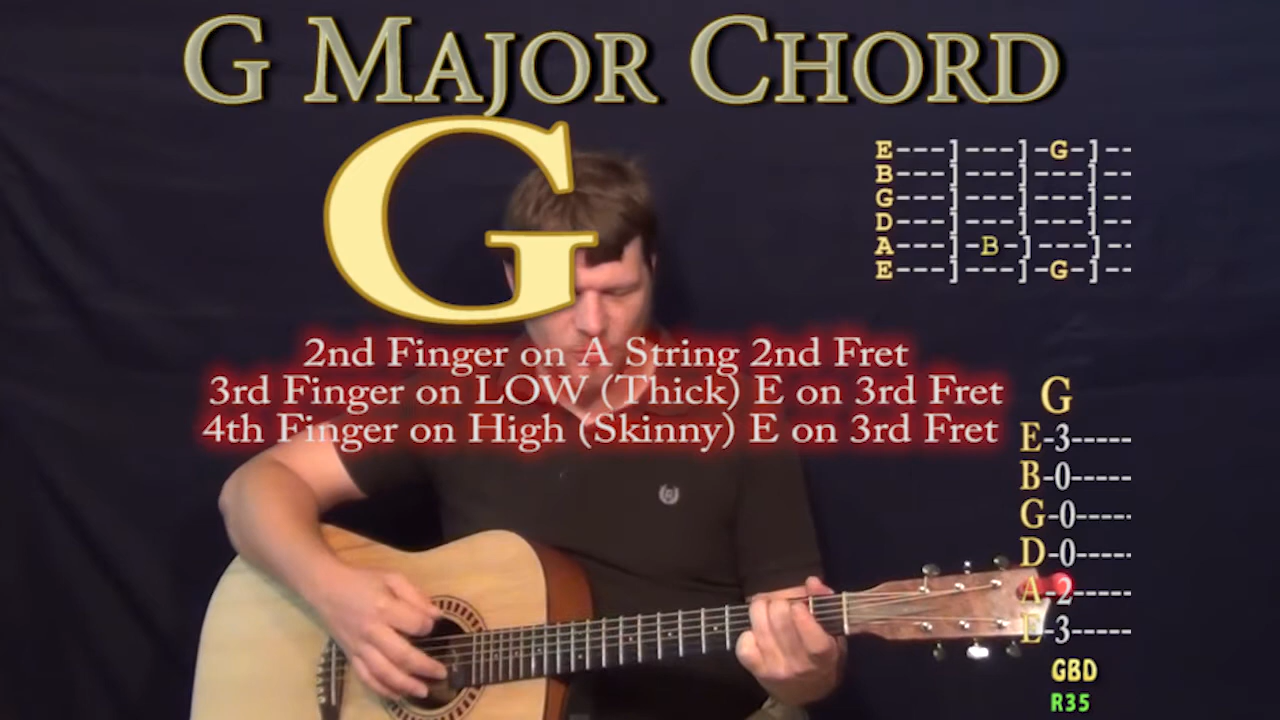 G MAJOR CHORD
G
E---]---]-G-]--
B---]---]---]--
G---]---]---]--
D---]---]---]--
A---]-B-]---]--
E---]---]-G-]--
2nd Finger on A String 2nd Fret
3rd Finger on LOW (Thick) E on 3rd Fret
4th Finger on High (Skinny) E on 3rd Fret
G
E-3-----
B-0-----
G-0-----
D-0-----
A-2-----
E-3-----
GBD
R35